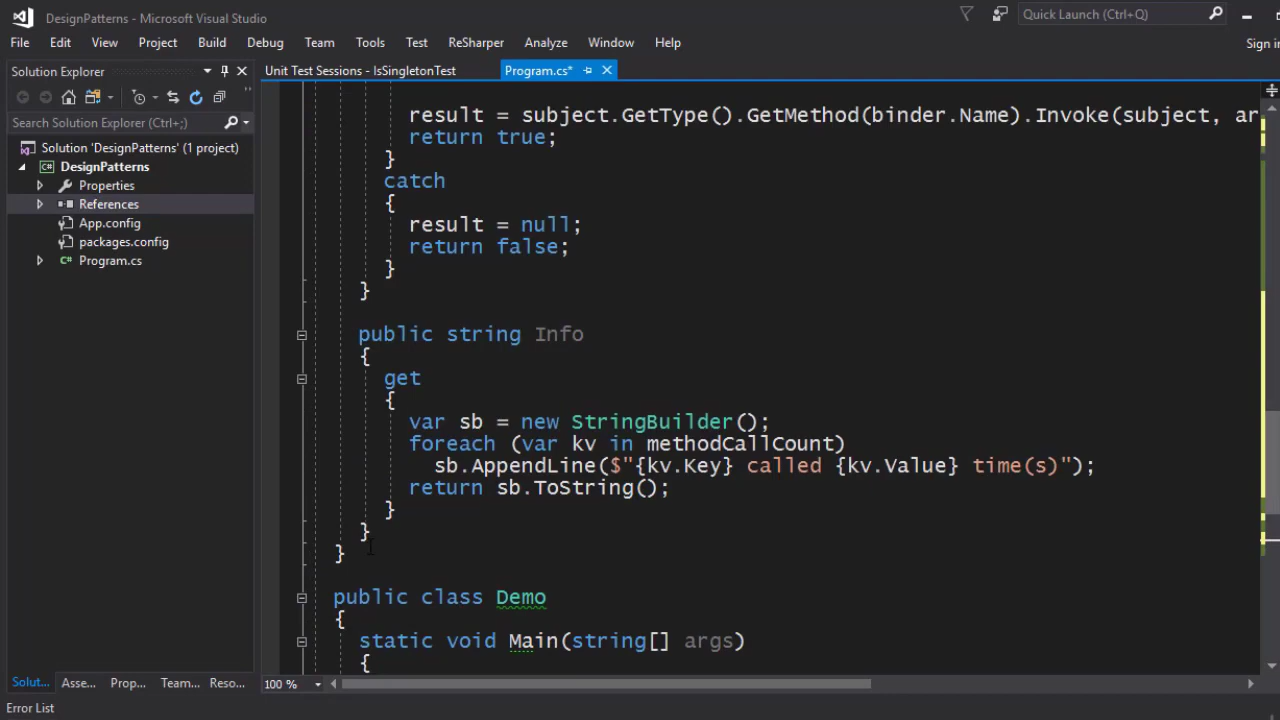 DesignPatterns - Microsoft Visual Studio
Quick Launch (Ctrl+Q)
File Edit View Project Build Debug Team Tools Test ReSharper Analyze Window Help
Sign in
Solution Explorer
Unit Test Sessions - IsSingletonTest
Program.cs*
Search Solution Explorer (Ctrl+;)
Solution 'DesignPatterns' (1 project)
DesignPatterns
Properties
References
App.config
packages.config
Program.cs
result = subject.GetType().GetMethod(binder.Name).Invoke(subject, ar
return true;
}
catch
{
result = null;
return false;
}
}
public string Info
{
get
{
var sb = new StringBuilder();
foreach (var kv in methodCallCount)
sb.AppendLine($"{kv.Key} called {kv.Value} time(s)");
return sb.ToString();
}
}
}
public class Demo
{
static void Main(string[] args)
{
Solut... Asse... Prop... Team... Reso...
100 %
Error List